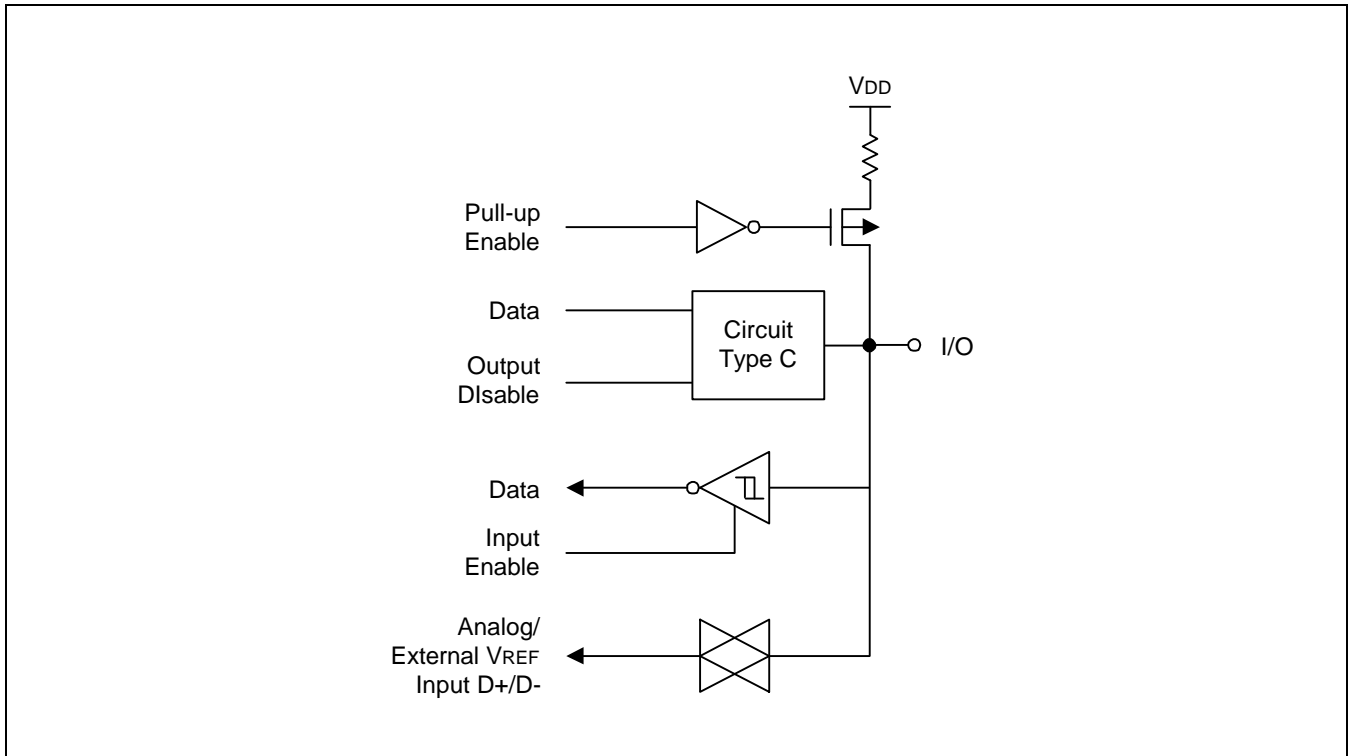 VDD
Pull-up
Enable
Data
Circuit
Type C
I/O
Output
DIsable
Data
Input
Enable
Analog/
External VREF
Input D+/D-